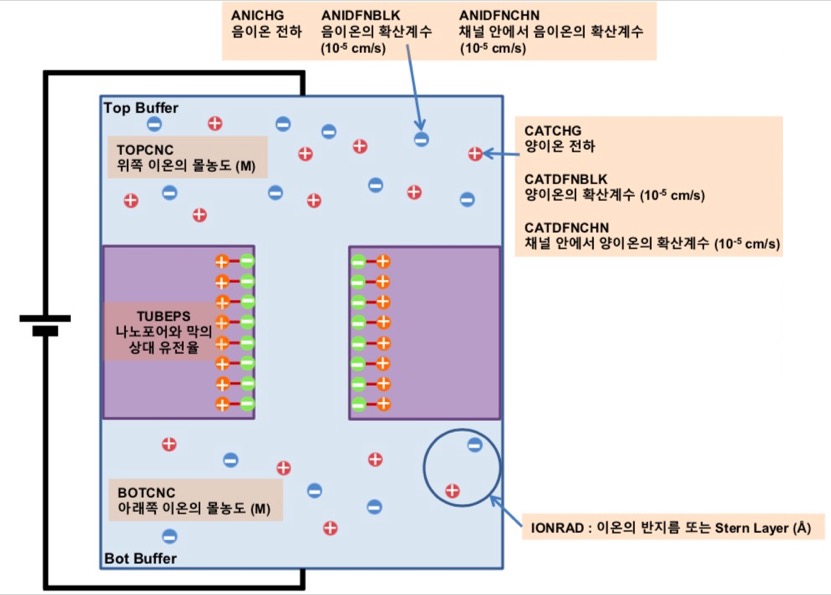 ANICHG
음이온 전하
ANIDFNBLK
음이온의 확산계수
(10-5 cm/s)
ANIDFNCHN
채널 안에서 음이온의 확산계수
(10-5 cm/s)
Top Buffer
TOPCNC
위쪽 이온의 몰농도 (M)
CATCHG
양이온 전하
CATDFNBLK
양이온의 확산계수 (10-5 cm/s)
CATDFNCHN
채널 안에서 양이온의 확산계수 (10-5 cm/s)
TUBEPS
나노포어와 막의
상대 유전율
BOTCNC
아래쪽 이온의 몰농도 (M)
IONRAD : 이온의 반지름 또는 Stern Layer (Å)
Bot Buffer